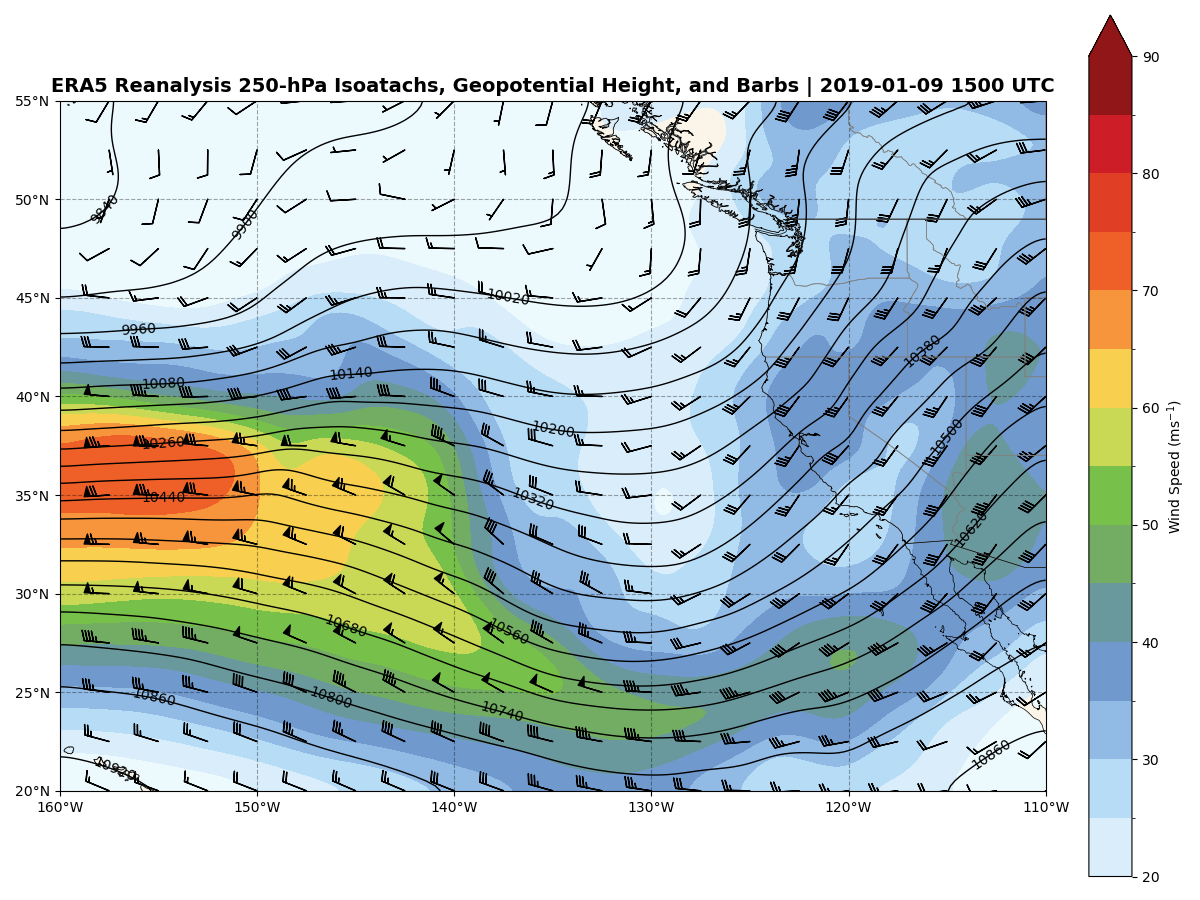 ERA5 Reanalysis 250-hPa Isoatachs, Geopotential Height, and Barbs | 2019-01-09 1500 UTC
55°N
50°N
45°N
40°N
35°N
30°N
25°N
20°N
160°W
150°W
140°W
130°W
120°W
110°W
9840
9900
9960
10020
10080
10140
10200
10260
10320
10380
10440
10500
10560
10620
10680
10740
10800
10860
10860
10920
90
80
70
60
50
40
30
20
Wind Speed (ms⁻¹)